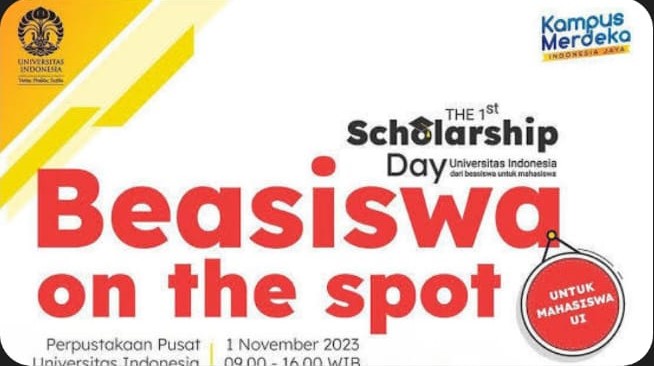 UNIVERSITAS
INDONESIA
Veritas, Probitas, Iustitia
Kampus
Merdeka
INDONESIA JAYA
THE 1st
Scholarship
Day Universitas Indonesia
dari beasiswa untuk mahasiswa
Beasiswa
on the spot
UNTUK
MAHASISWA
UI
Perpustakaan Pusat
Universitas Indonesia
1 November 2023
09.00 - 16.00 WIB